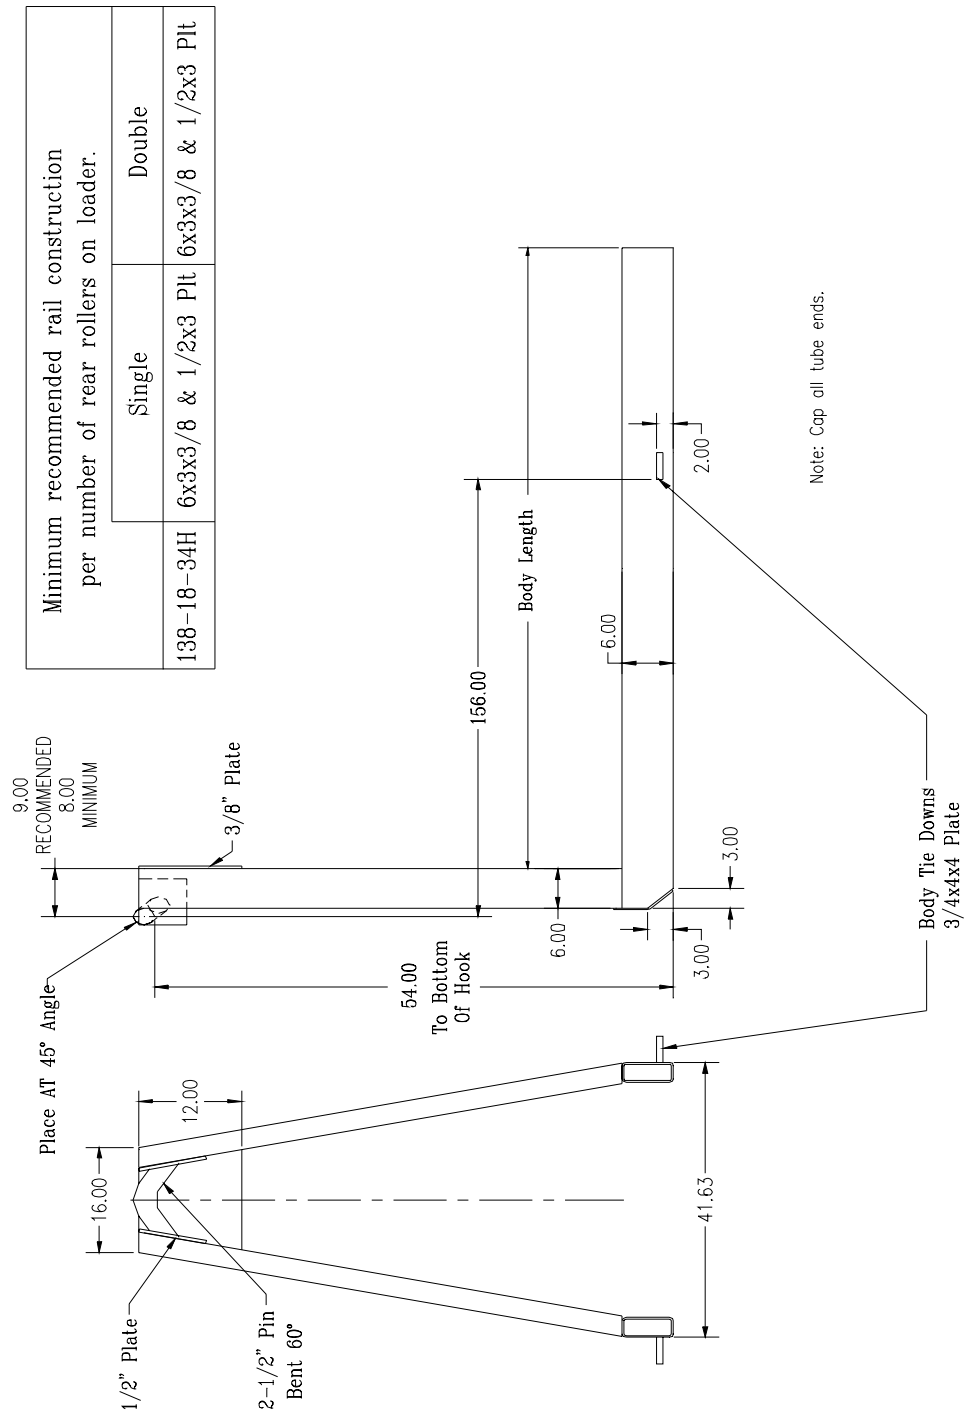 Minimum recommended rail construction
per number of rear rollers on loader.
Single
Double
138-18-34H
6x3x3/8 & 1/2x3 Plt
6x3x3/8 & 1/2x3 Plt
9.00
RECOMMENDED
8.00
MINIMUM
3/8" Plate
Place AT 45° Angle
54.00
To Bottom
Of Hook
156.00
Body Length
6.00
6.00
3.00
3.00
2.00
Note: Cap all tube ends.
Body Tie Downs
3/4x4x4 Plate
12.00
16.00
41.63
1/2" Plate
2-1/2" Pin
Bent 60°